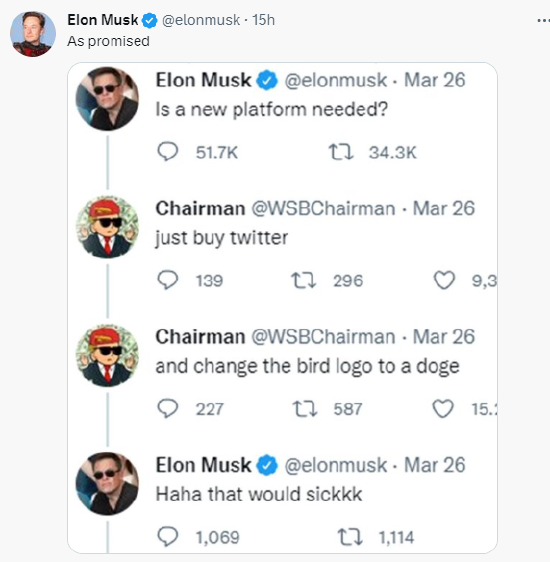 Elon Musk @elonmusk · 15h
As promised
Elon Musk @elonmusk · Mar 26
Is a new platform needed?
51.7K 34.3K
Chairman @WSBChairman · Mar 26
just buy twitter
139 296 9,3
Chairman @WSBChairman · Mar 26
and change the bird logo to a doge
227 587 15.
Elon Musk @elonmusk · Mar 26
Haha that would sickkk
1,069 1,114